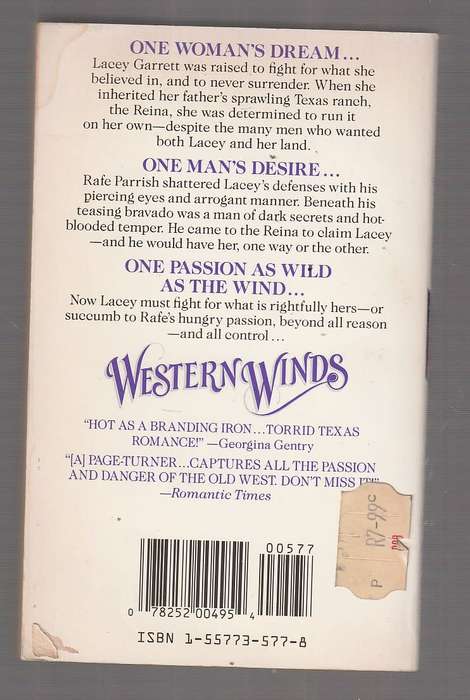 ONE WOMAN'S DREAM...
Lacey Garrett was raised to fight for what she
believed in, and to never surrender. When she
inherited her father's sprawling Texas ranch,
the Reina, she was determined to run it
on her own—despite the many men who wanted
both Lacey and her land.
ONE MAN'S DESIRE...
Rafe Parrish shattered Lacey's defenses with his
piercing eyes and arrogant manner. Beneath his
teasing bravado was a man of dark secrets and hot-
blooded temper. He came to the Reina to claim Lacey
—and he would have her, one way or the other.
ONE PASSION AS WILD
AS THE WIND...
Now Lacey must fight for what is rightfully hers—or
succumb to Rafe's hungry passion, beyond all reason
—and all control...
WESTERN WINDS
"HOT AS A BRANDING IRON...TORRID TEXAS
ROMANCE!" —Georgina Gentry
"[A] PAGE-TURNER...CAPTURES ALL THE PASSION
AND DANGER OF THE OLD WEST. DON'T MISS IT!"
—Romantic Times
P R7-99c
00577
0 78252 00495 4
ISBN 1-55773-577-8